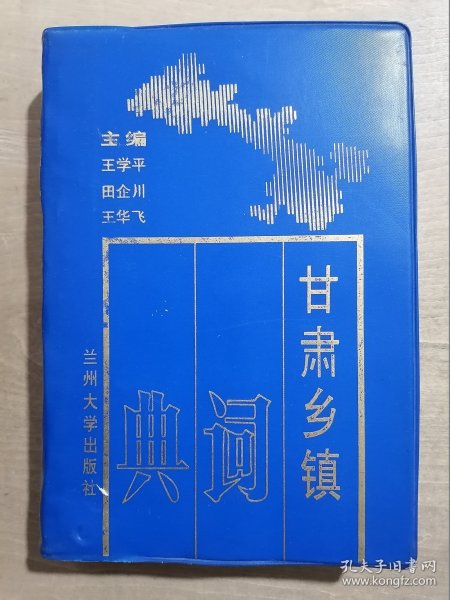 主编
王学平
田企川
王华飞
甘肃乡镇
词
典
兰州大学出版社
孔夫子旧书网
www.kongfz.com